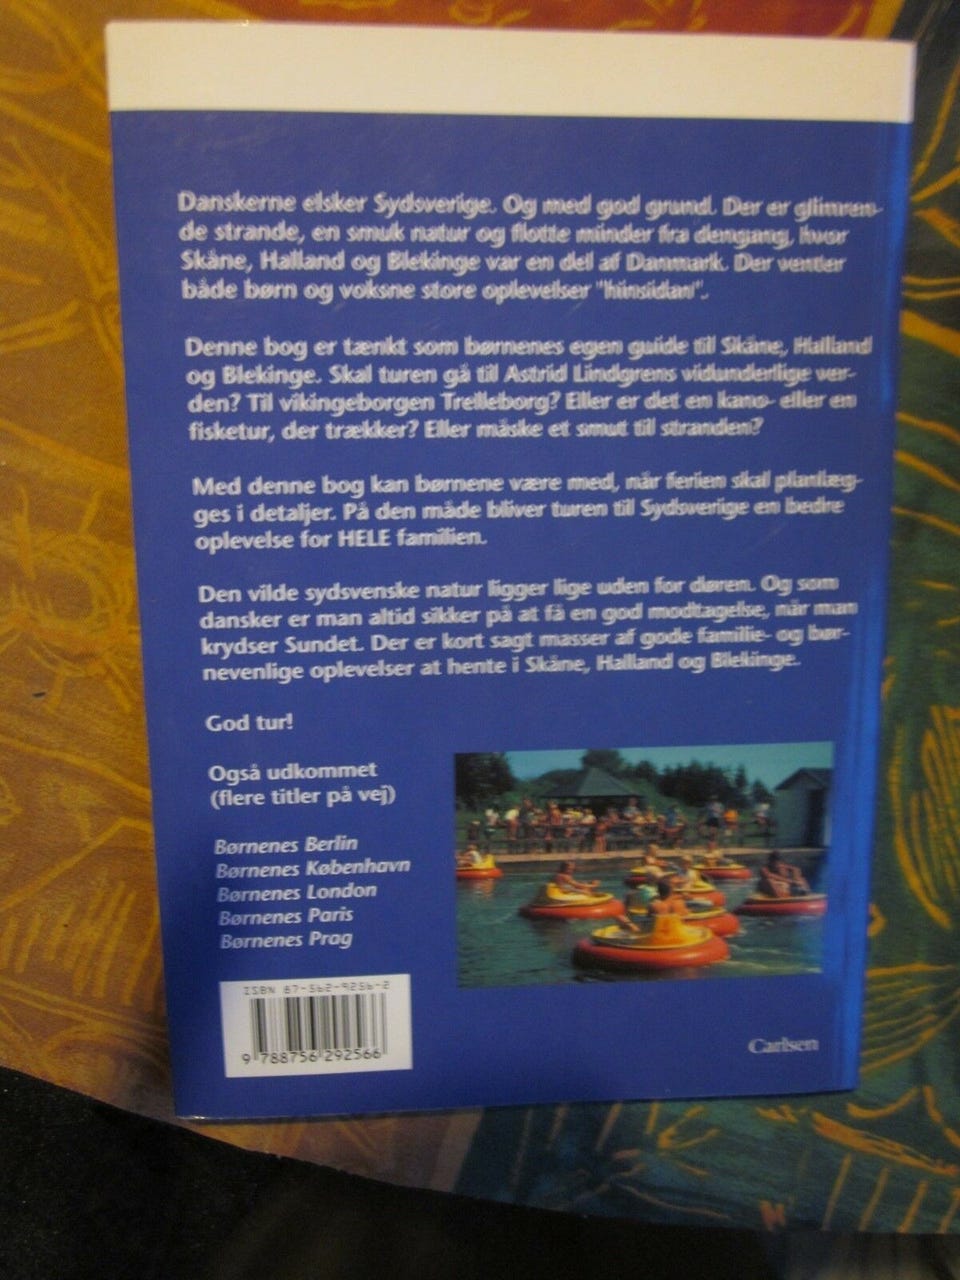 Danskerne elsker Sydsverige. Og med god grund. Der er glimren-
de strande, en smuk natur og flotte minder fra dengang, hvor
Skåne, Halland og Blekinge var en del af Danmark. Der venter
både børn og voksne store oplevelser "hinsidan".
Denne bog er tænkt som børnenes egen guide til Skåne, Halland
og Blekinge. Skal turen gå til Astrid Lindgrens vidunderlige ver-
den? Til vikingeborgen Trelleborg? Eller er det en kano- eller en
fisketur, der trækker? Eller måske et smut til stranden?
Med denne bog kan børnene være med, når ferien skal planlæg-
ges i detaljer. På den måde bliver turen til Sydsverige en bedre
oplevelse for HELE familien.
Den vilde sydsvenske natur ligger lige uden for døren. Og som
dansker er man altid sikker på at få en god modtagelse, når man
krydser Sundet. Der er kort sagt masser af gode familie- og bør-
nevenlige oplevelser at hente i Skåne, Halland og Blekinge.
God tur!
Også udkommet
(flere titler på vej)
Børnenes Berlin
Børnenes København
Børnenes London
Børnenes Paris
Børnenes Prag
ISBN 87-562-9256-2
9 788756 292566
Carlsen